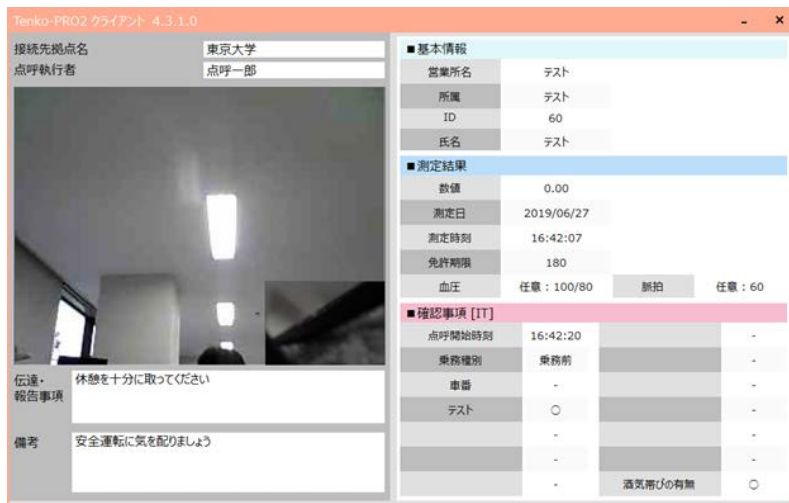 Tenko-PRO2 クライアント 4.3.1.0
接続先拠点名 東京大学
点呼執行者 点呼一郎
伝達・報告事項 休憩を十分に取ってください
備考 安全運転に気を配りましょう
■基本情報
営業所名 テスト
所属 テスト
ID 60
氏名 テスト
■測定結果
数値 0.00
測定日 2019/06/27
測定時刻 16:42:07
免許期限 180
血圧 任意：100/80 脈拍 任意：60
■確認事項 [IT]
点呼開始時刻 16:42:20 -
乗務種別 乗務前 -
車番 - -
テスト ○ -
- -
- -
- 酒気帯びの有無 ○